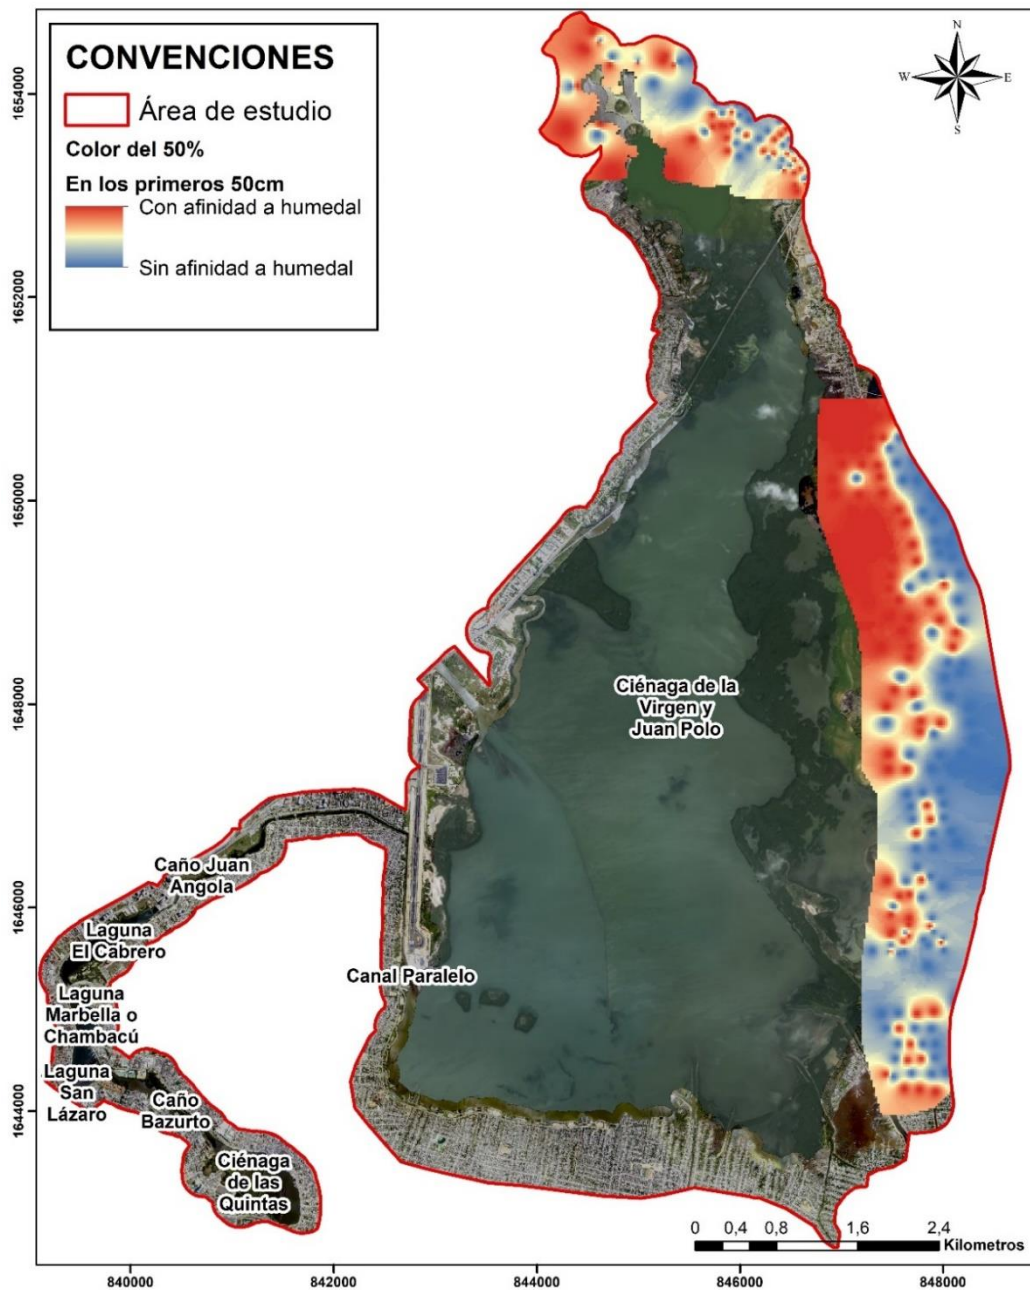 CONVENCIONES
Área de estudio
Color del 50%
En los primeros 50cm
Con afinidad a humedal
Sin afinidad a humedal
N
W
E
S
1654000
1652000
1650000
1648000
1646000
1644000
Ciénaga de la
Virgen y
Juan Polo
Caño Juan
Angola
Laguna
El Cabrero
Laguna
Marbella o
Chambacú
Laguna
San
Lázaro
Caño
Bazurto
Ciénaga
de las
Quintas
Canal Paralelo
0 0,4 0,8 1,6 2,4
Kilometros
840000 842000 844000 846000 848000